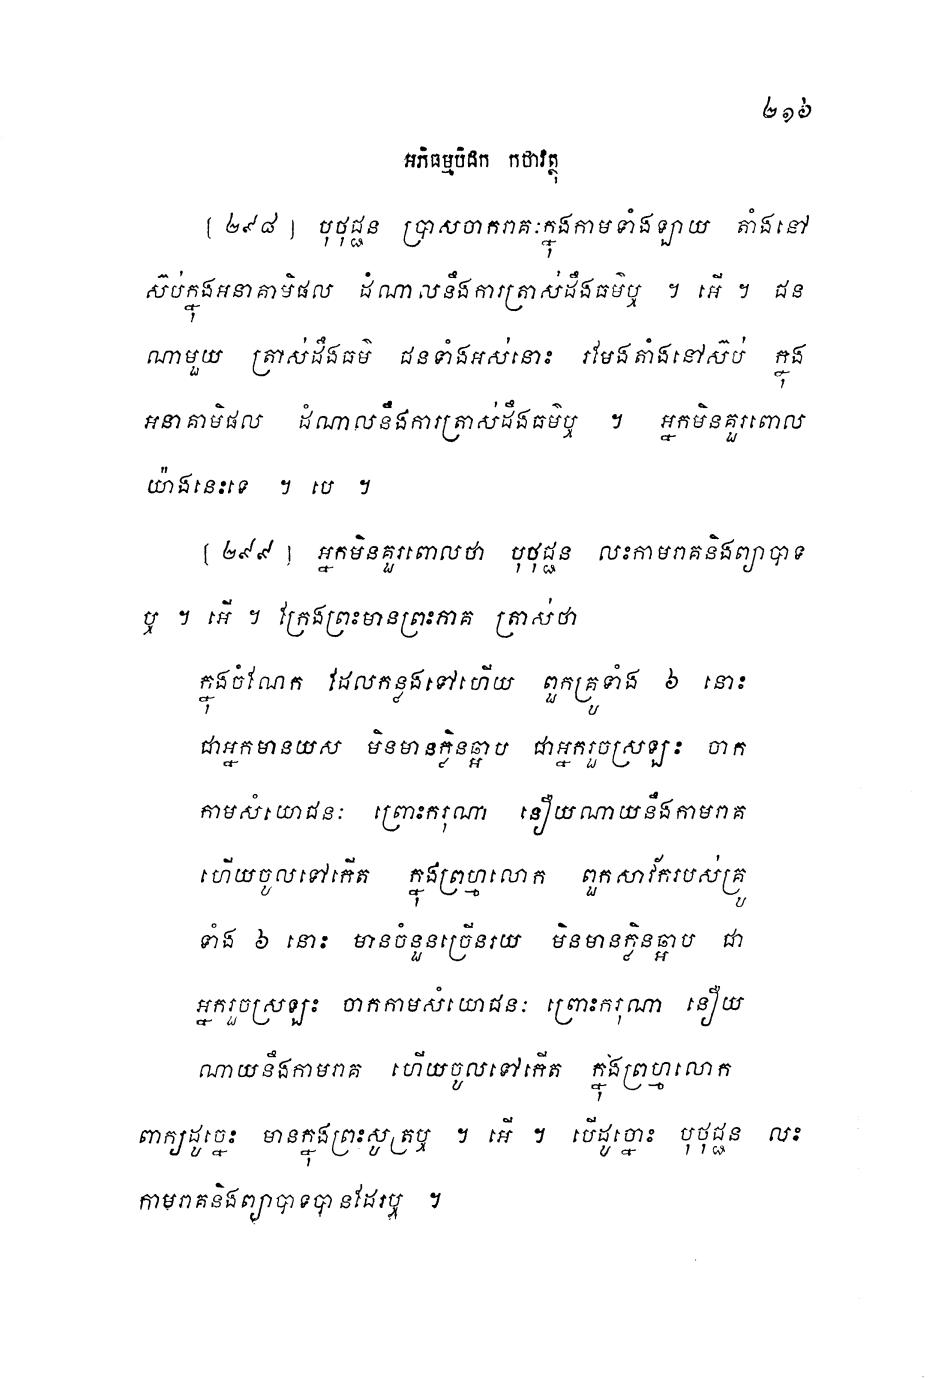 ២១៦
អភិធម្មបិដក កថាវត្ថុ
[ ២៩៨ ] បុថុជ្ជន ប្រាសចាករាគៈក្នុងកាមទាំងឡាយ តាំងនៅ
ស៊ប់ក្នុងអនាគាមិផល ដំណាលនឹងការត្រាស់ដឹងធម៌ឬ ។ អើ ។ ជន
ណាមួយ ត្រាស់ដឹងធម៌ ជនទាំងអស់នោះ រមែងតាំងនៅស៊ប់ ក្នុង
អនាគាមិផល ដំណាលនឹងការត្រាស់ដឹងធម៌ឬ ។ អ្នកមិនគួរពោល
យ៉ាងនេះទេ ។ បេ ។
[ ២៩៩ ] អ្នកមិនគួរពោលថា បុថុជ្ជន លះកាមរាគនិងព្យាបាទ
ឬ ។ អើ ។ ក្រែងព្រះមានព្រះភាគ ត្រាស់ថា
ក្នុងចំណែក ដែលកន្លងទៅហើយ ពួកគ្រូទាំង ៦ នោះ
ជាអ្នកមានយស មិនមានក្លិនឆ្អាប ជាអ្នករួចស្រឡះ ចាក
កាមសំយោជនៈ ព្រោះករុណា នឿយណាយនឹងកាមរាគ
ហើយចូលទៅកើត ក្នុងព្រហ្មលោក ពួកសាវ័ករបស់គ្រូ
ទាំង ៦ នោះ មានចំនួនច្រើនរយ មិនមានក្លិនឆ្អាប ជា
អ្នករួចស្រឡះ ចាកកាមសំយោជនៈ ព្រោះករុណា នឿយ
ណាយនឹងកាមរាគ ហើយចូលទៅកើត ក្នុងព្រហ្មលោក
ពាក្យដូច្នេះ មានក្នុងព្រះសូត្រឬ ។ អើ ។ បើដូច្នោះ បុថុជ្ជន លះ
កាមរាគនិងព្យាបាទបានដែរឬ ។